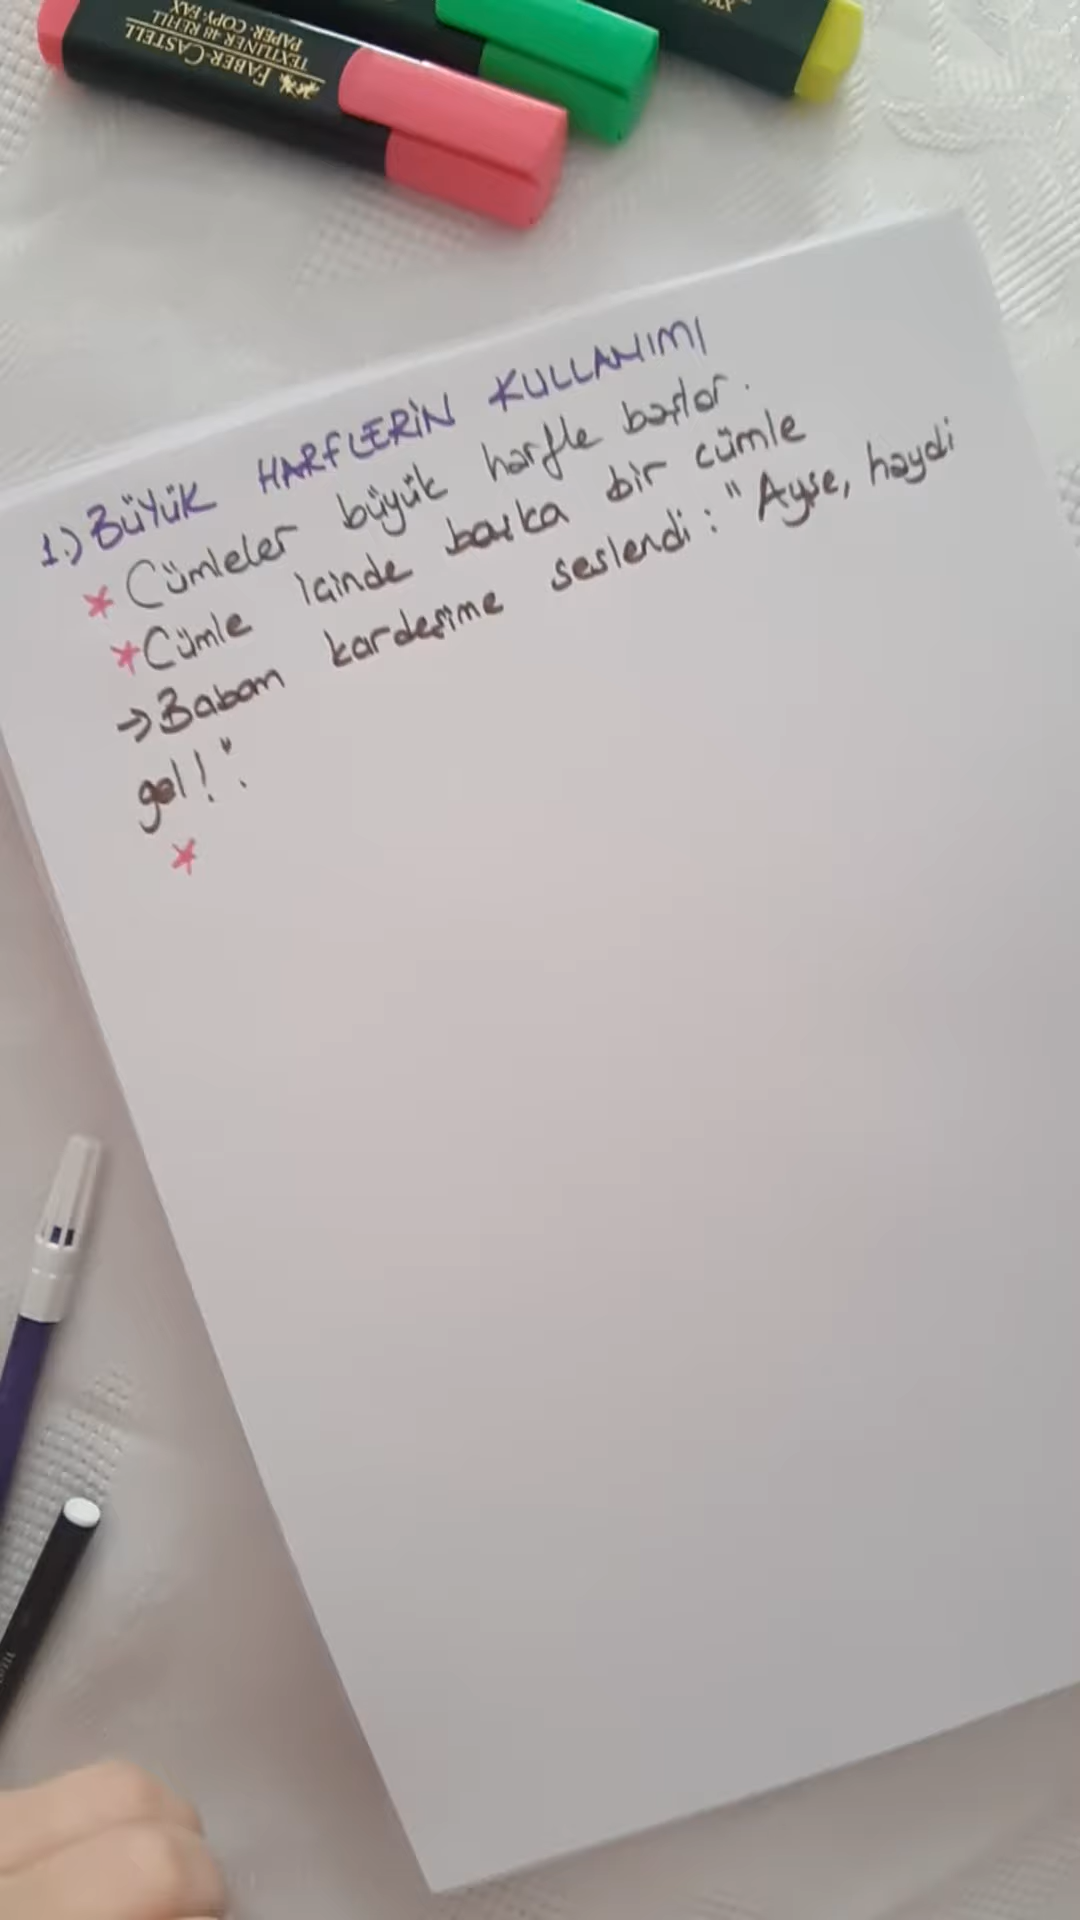 FABER-CASTELL
TEXTLINER 48 REFILL
PAPER·COPY·FAX
1.) BÜYÜK HARFLERİN KULLANIMI
* Cümleler büyük harfle başlar.
* Cümle içinde başka bir cümle
→ Babam kardeşime seslendi : "Ayşe, haydi
gel!".
*